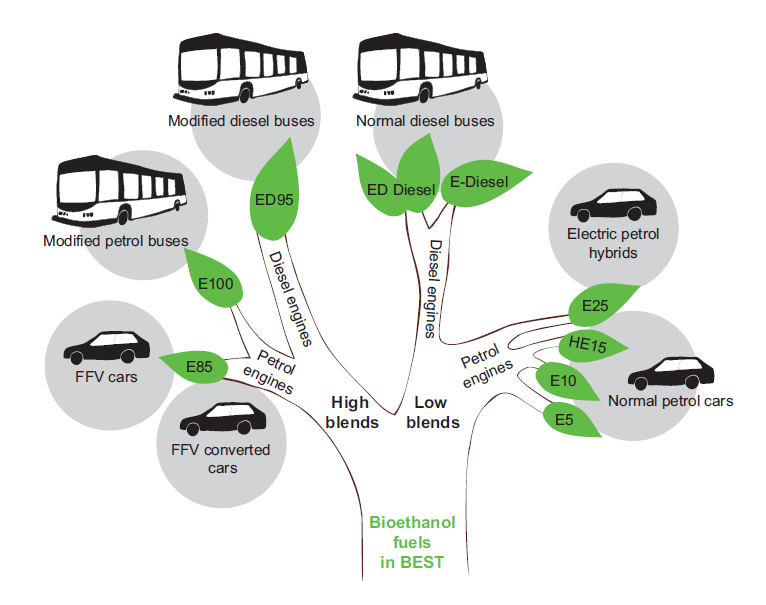 Modified diesel buses
Normal diesel buses
ED95
ED Diesel
E-Diesel
Modified petrol buses
Electric petrol
hybrids
E100
Diesel engines
Diesel engines
E25
HE15
FFV cars
E85
Petrol
engines
Petrol
engines
E10
Normal petrol cars
E5
High
blends
Low
blends
FFV converted
cars
Bioethanol
fuels
in BEST